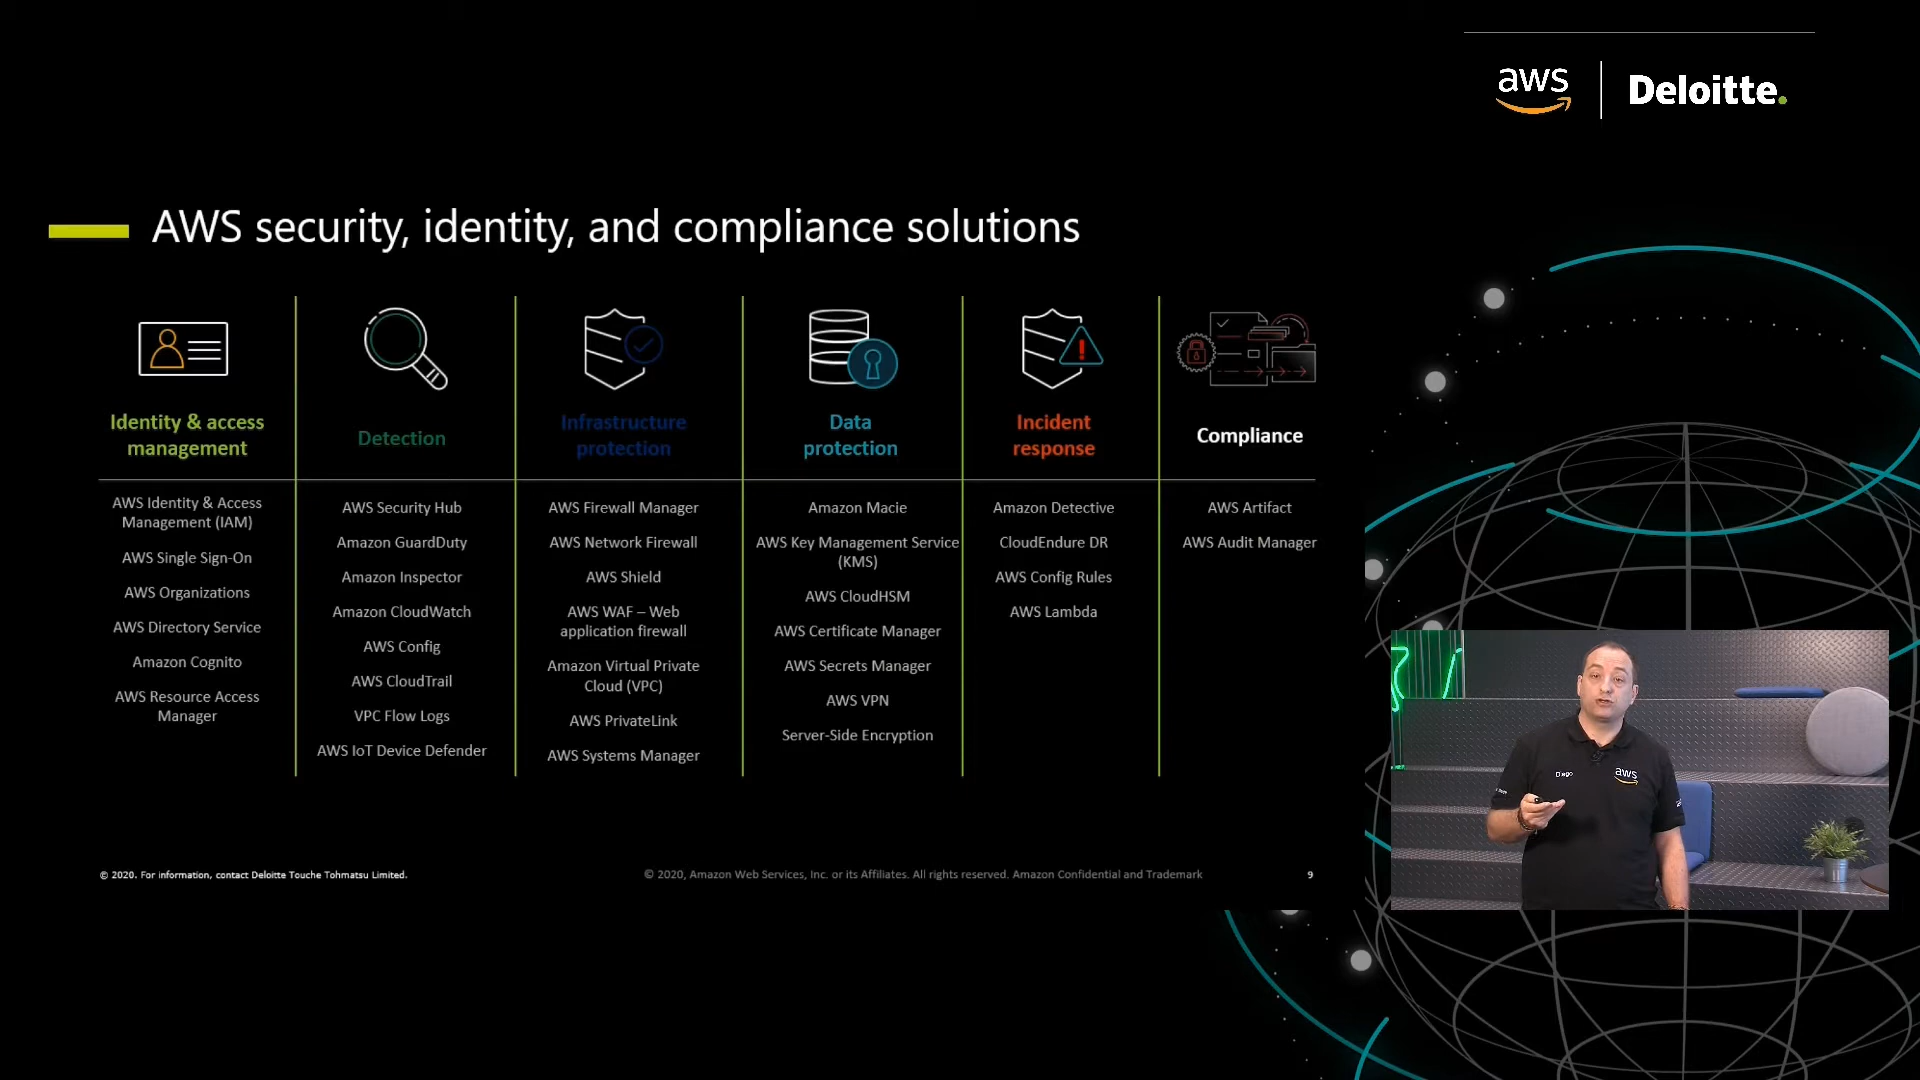 aws
Deloitte.
AWS security, identity, and compliance solutions
Identity & access
management
AWS Identity & Access
Management (IAM)
AWS Single Sign-On
AWS Organizations
AWS Directory Service
Amazon Cognito
AWS Resource Access
Manager
Detection
AWS Security Hub
Amazon GuardDuty
Amazon Inspector
Amazon CloudWatch
AWS Config
AWS CloudTrail
VPC Flow Logs
AWS IoT Device Defender
Infrastructure
protection
AWS Firewall Manager
AWS Network Firewall
AWS Shield
AWS WAF – Web
application firewall
Amazon Virtual Private
Cloud (VPC)
AWS PrivateLink
AWS Systems Manager
Data
protection
Amazon Macie
AWS Key Management Service
(KMS)
AWS CloudHSM
AWS Certificate Manager
AWS Secrets Manager
AWS VPN
Server-Side Encryption
Incident
response
Amazon Detective
CloudEndure DR
AWS Config Rules
AWS Lambda
Compliance
AWS Artifact
AWS Audit Manager
Diego
aws
© 2020. For information, contact Deloitte Touche Tohmatsu Limited.
© 2020, Amazon Web Services, Inc. or its Affiliates. All rights reserved. Amazon Confidential and Trademark
9